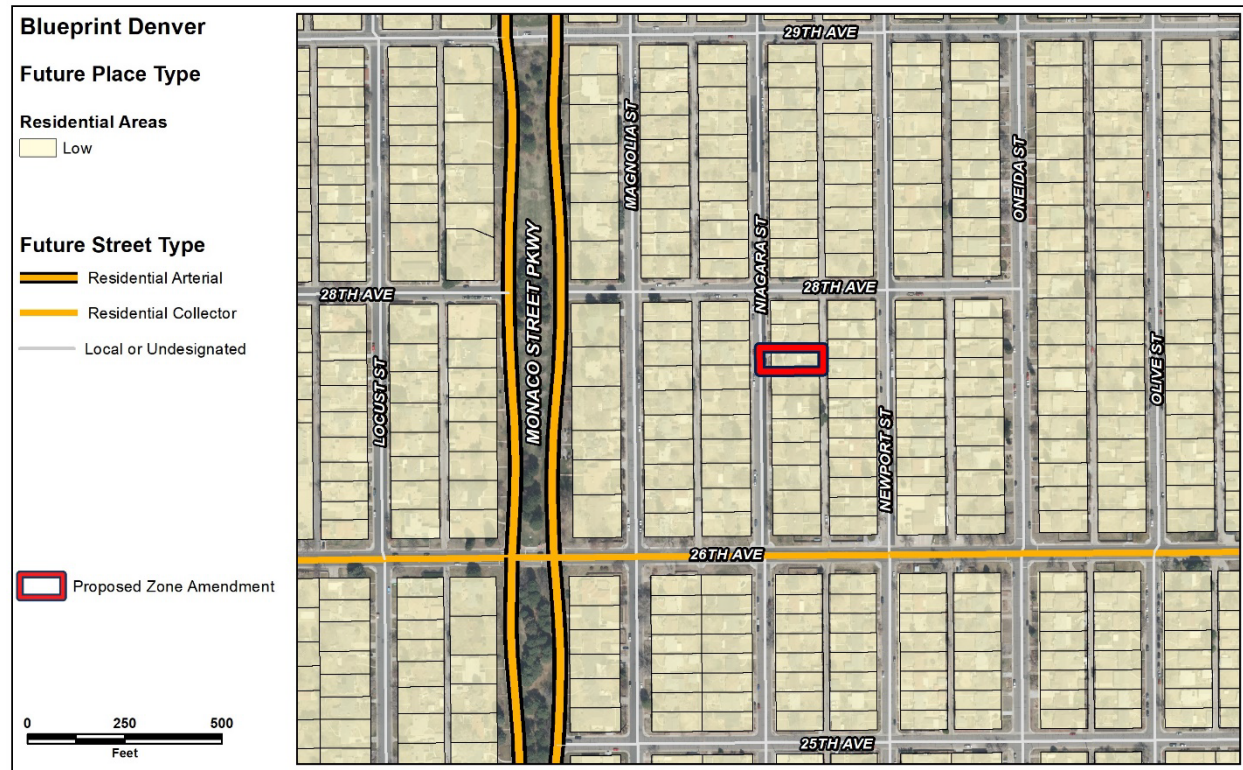 Blueprint Denver
Future Place Type
Residential Areas
Low
Future Street Type
Residential Arterial
Residential Collector
Local or Undesignated
Proposed Zone Amendment
0 250 500
Feet
29TH AVE
MAGNOLIA ST
ONEIDA ST
NIAGARA ST
28TH AVE
28TH AVE
MONACO STREET PKWY
LOCUST ST
OLIVE ST
NEWPORT ST
26TH AVE
25TH AVE